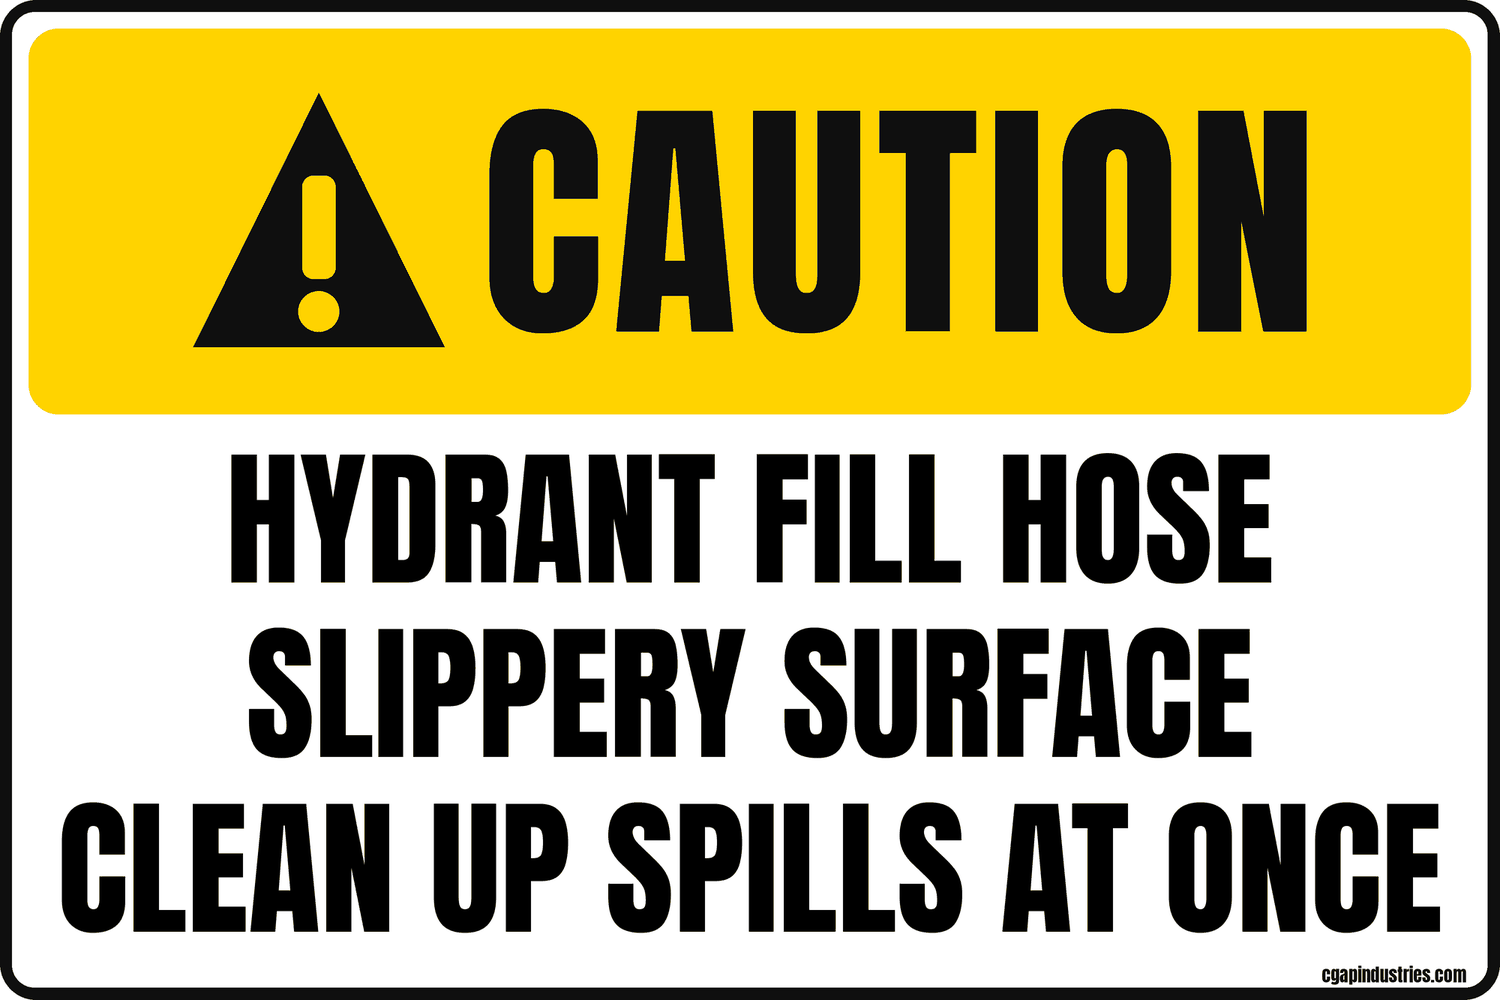 CAUTION
HYDRANT FILL HOSE
SLIPPERY SURFACE
CLEAN UP SPILLS AT ONCE
cgapindustries.com